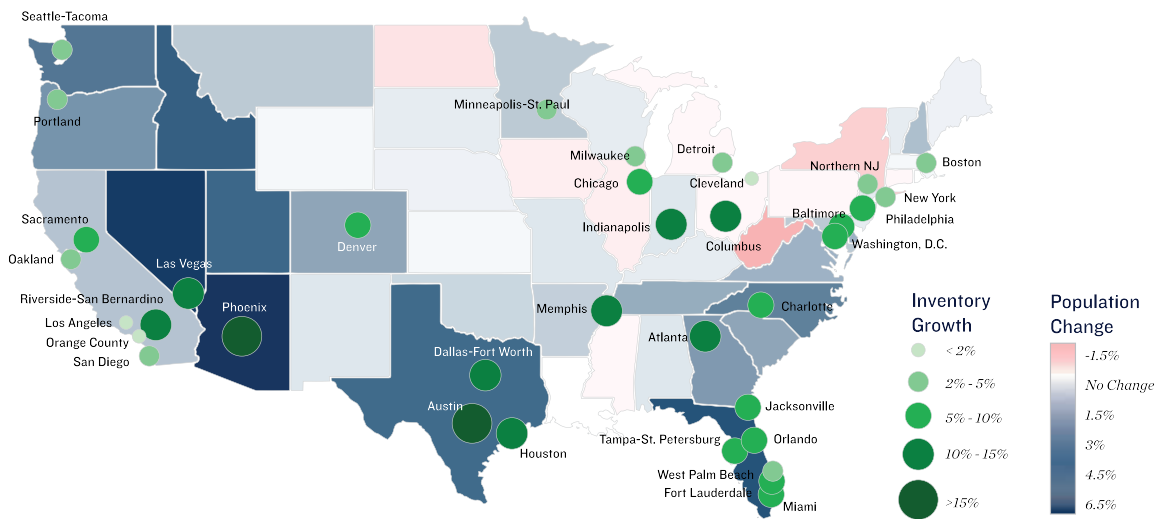 Seattle-Tacoma
Portland
Minneapolis-St. Paul
Milwaukee
Chicago
Detroit
Cleveland
Northern NJ
Boston
New York
Philadelphia
Baltimore
Washington, D.C.
Indianapolis
Columbus
Sacramento
Oakland
Las Vegas
Denver
Riverside-San Bernardino
Los Angeles
Orange County
San Diego
Phoenix
Memphis
Charlotte
Atlanta
Dallas-Fort Worth
Austin
Houston
Jacksonville
Tampa-St. Petersburg
Orlando
West Palm Beach
Fort Lauderdale
Miami
Inventory
Growth
< 2%
2% - 5%
5% - 10%
10% - 15%
>15%
Population
Change
-1.5%
No Change
1.5%
3%
4.5%
6.5%